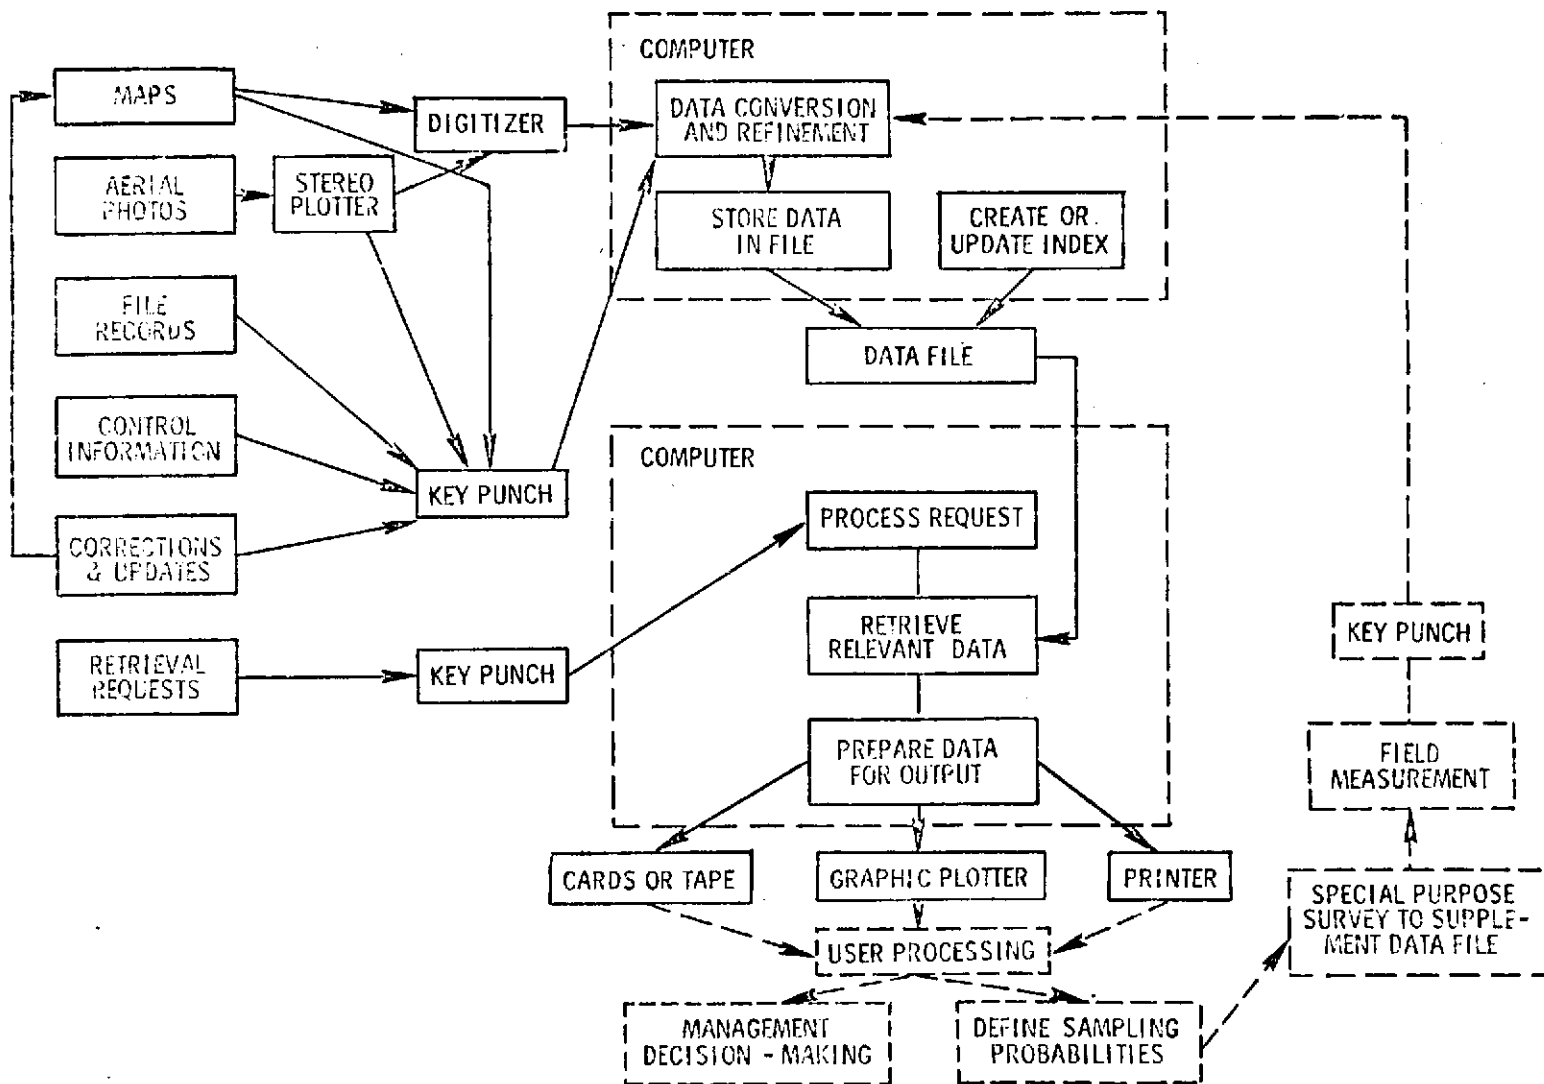 COMPUTER
MAPS
DIGITIZER
DATA CONVERSION
AND REFINEMENT
AERIAL
PHOTOS
STEREO
PLOTTER
STORE DATA
IN FILE
CREATE OR
UPDATE INDEX
FILE
RECORDS
DATA FILE
CONTROL
INFORMATION
COMPUTER
KEY PUNCH
PROCESS REQUEST
CORRECTIONS
& UPDATES
RETRIEVE
RELEVANT DATA
KEY PUNCH
RETRIEVAL
REQUESTS
KEY PUNCH
PREPARE DATA
FOR OUTPUT
FIELD
MEASUREMENT
CARDS OR TAPE
GRAPHIC PLOTTER
PRINTER
SPECIAL PURPOSE
SURVEY TO SUPPLE-
MENT DATA FILE
USER PROCESSING
MANAGEMENT
DECISION - MAKING
DEFINE SAMPLING
PROBABILITIES